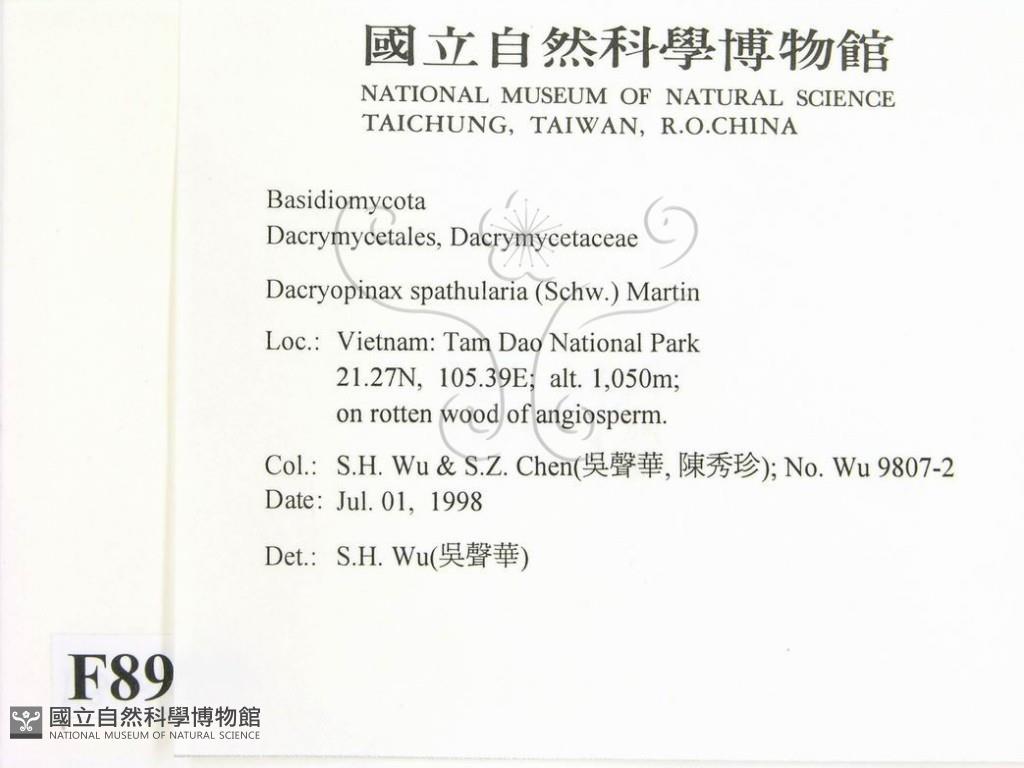 國立自然科學博物館
NATIONAL MUSEUM OF NATURAL SCIENCE
TAICHUNG, TAIWAN, R.O.CHINA
Basidiomycota
Dacrymycetales, Dacrymycetaceae
Dacryopinax spathularia (Schw.) Martin
Loc.: Vietnam: Tam Dao National Park
21.27N, 105.39E; alt. 1,050m;
on rotten wood of angiosperm.
Col.: S.H. Wu & S.Z. Chen(吳聲華, 陳秀珍); No. Wu 9807-2
Date: Jul. 01, 1998
Det.: S.H. Wu(吳聲華)
F89
國立自然科學博物館
NATIONAL MUSEUM OF NATURAL SCIENCE